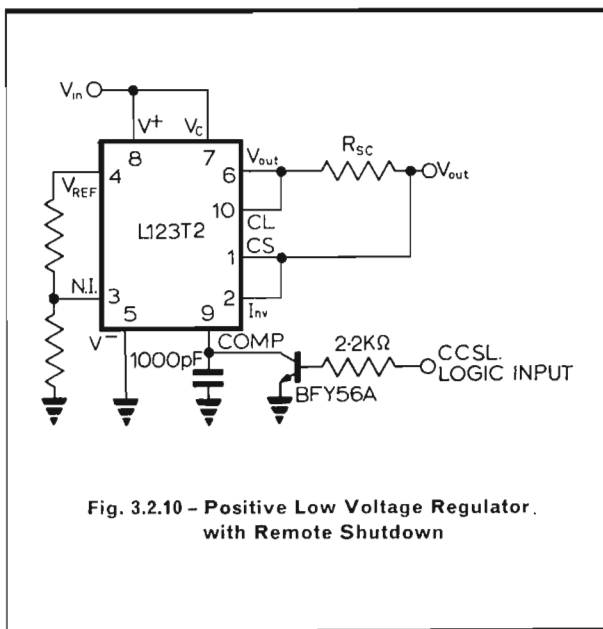 Vin
V+
VC
8
7
VREF
4
Vout
6
RSC
Vout
10
CL
L123T2
1
CS
N.I.
3
2
Inv
5
9
V−
COMP
1000pF
2·2KΩ
CCSL.
LOGIC INPUT
BFY56A
Fig. 3.2.10 – Positive Low Voltage Regulator.
with Remote Shutdown